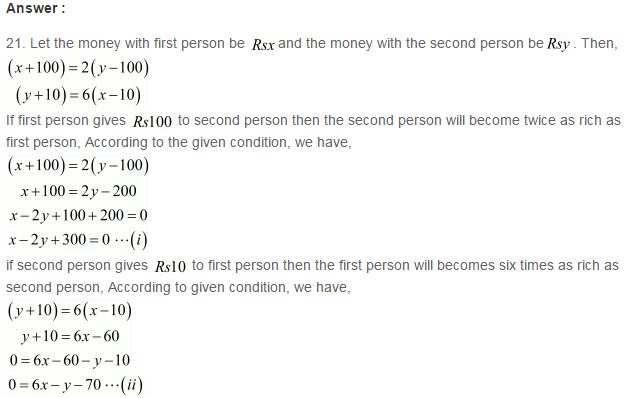 Answer :
21. Let the money with first person be Rsx and the money with the second person be Rsy . Then,
(x+100)=2(y−100)
(y+10)=6(x−10)
If first person gives Rs100 to second person then the second person will become twice as rich as
first person, According to the given condition, we have,
(x+100)=2(y−100)
x+100=2y−200
x−2y+100+200=0
x−2y+300=0 ⋯(i)
if second person gives Rs10 to first person then the first person will becomes six times as rich as
second person, According to given condition, we have,
(y+10)=6(x−10)
y+10=6x−60
0=6x−60−y−10
0=6x−y−70 ⋯(ii)